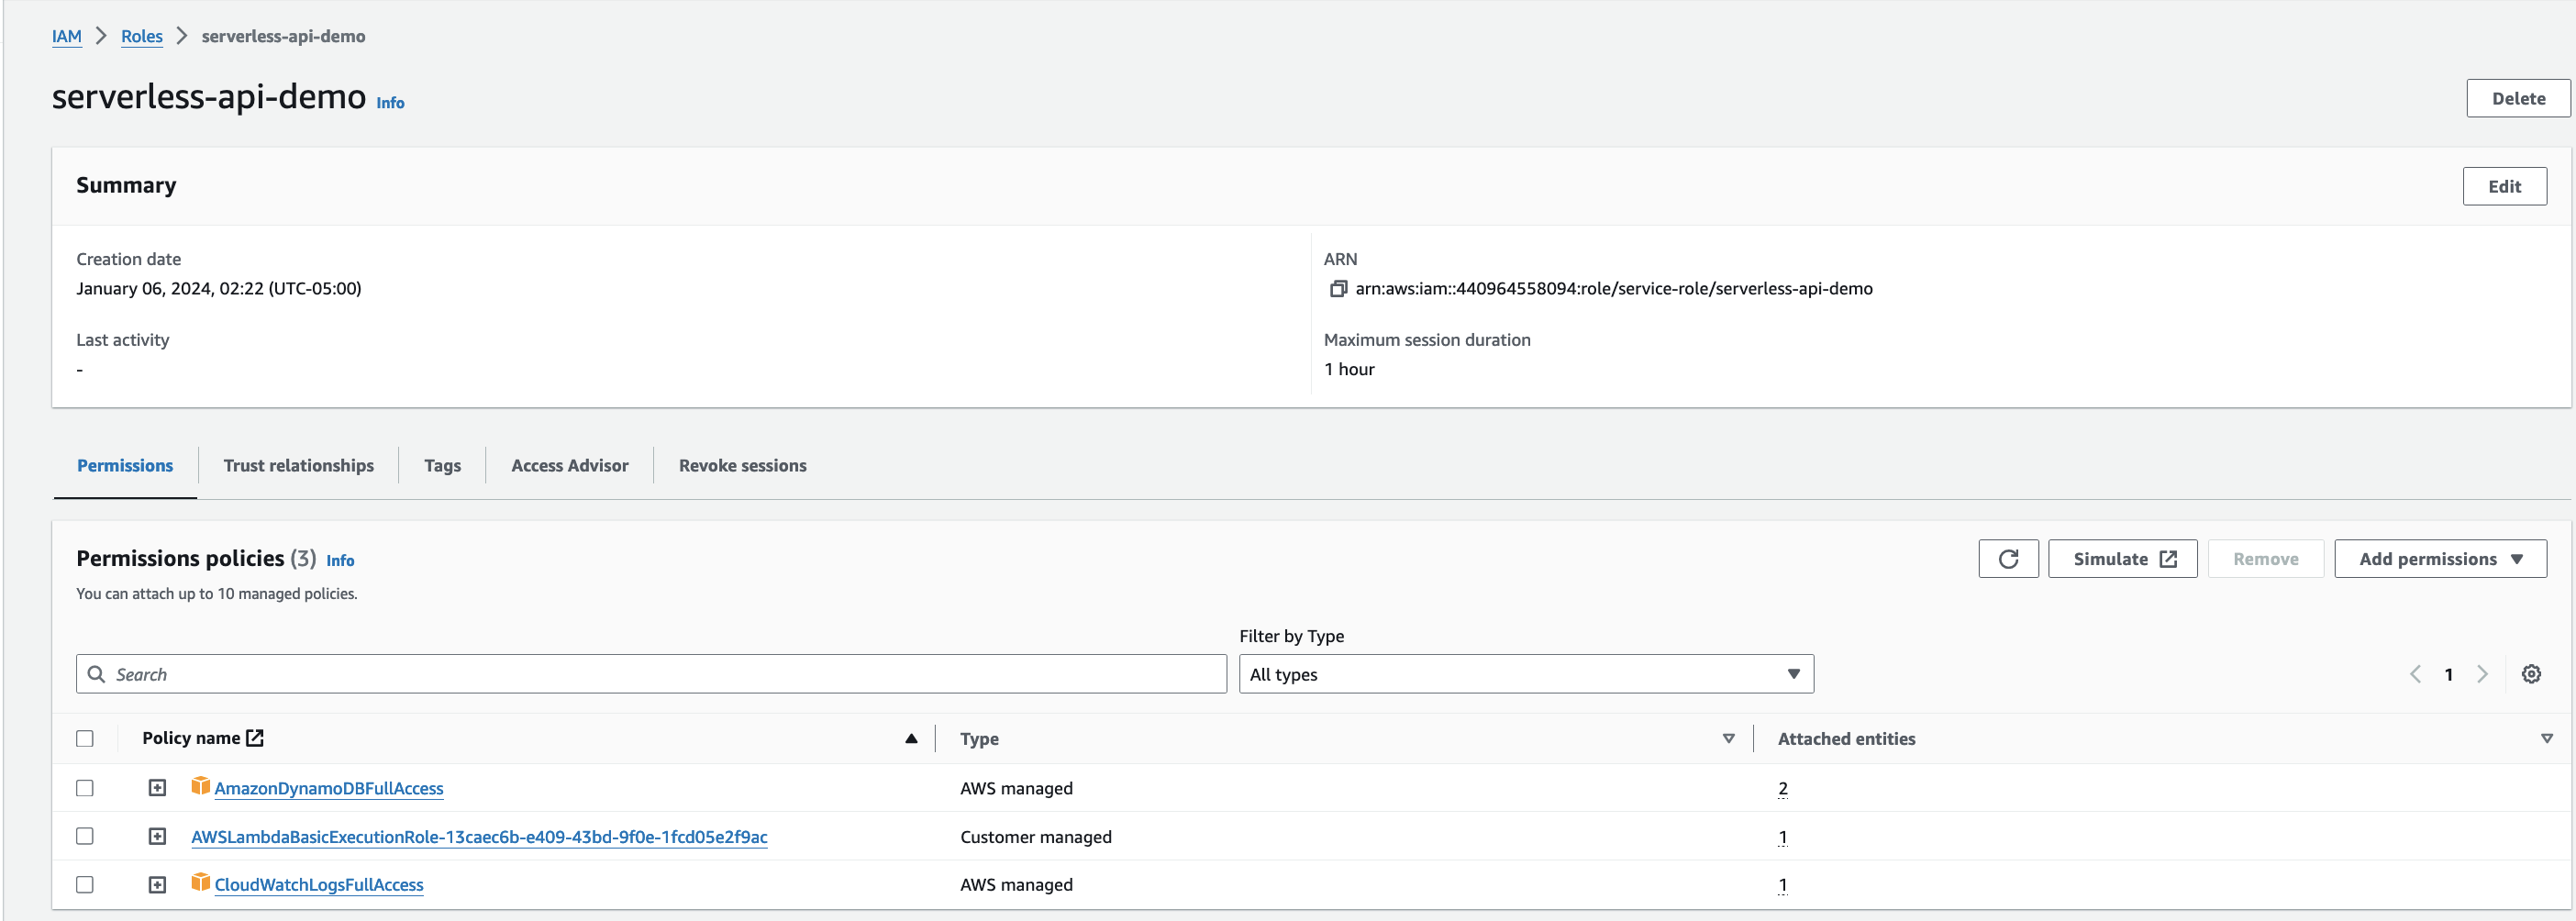 IAM > Roles > serverless-api-demo
serverless-api-demo Info
Delete
Summary
Edit
Creation date
January 06, 2024, 02:22 (UTC-05:00)
ARN
arn:aws:iam::440964558094:role/service-role/serverless-api-demo
Last activity
-
Maximum session duration
1 hour
Permissions
Trust relationships
Tags
Access Advisor
Revoke sessions
Permissions policies (3) Info
Simulate
Remove
Add permissions
You can attach up to 10 managed policies.
Filter by Type
Search
All types
1
Policy name
Type
Attached entities
AmazonDynamoDBFullAccess
AWS managed
2
AWSLambdaBasicExecutionRole-13caec6b-e409-43bd-9f0e-1fcd05e2f9ac
Customer managed
1
CloudWatchLogsFullAccess
AWS managed
1